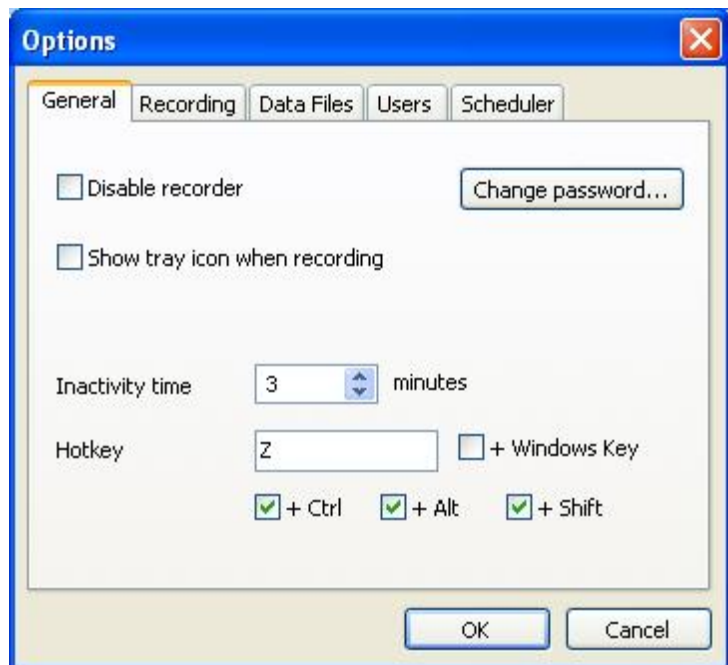 Options
General Recording Data Files Users Scheduler
Disable recorder Change password...
Show tray icon when recording
Inactivity time 3 minutes
Hotkey Z + Windows Key
+ Ctrl + Alt + Shift
OK Cancel